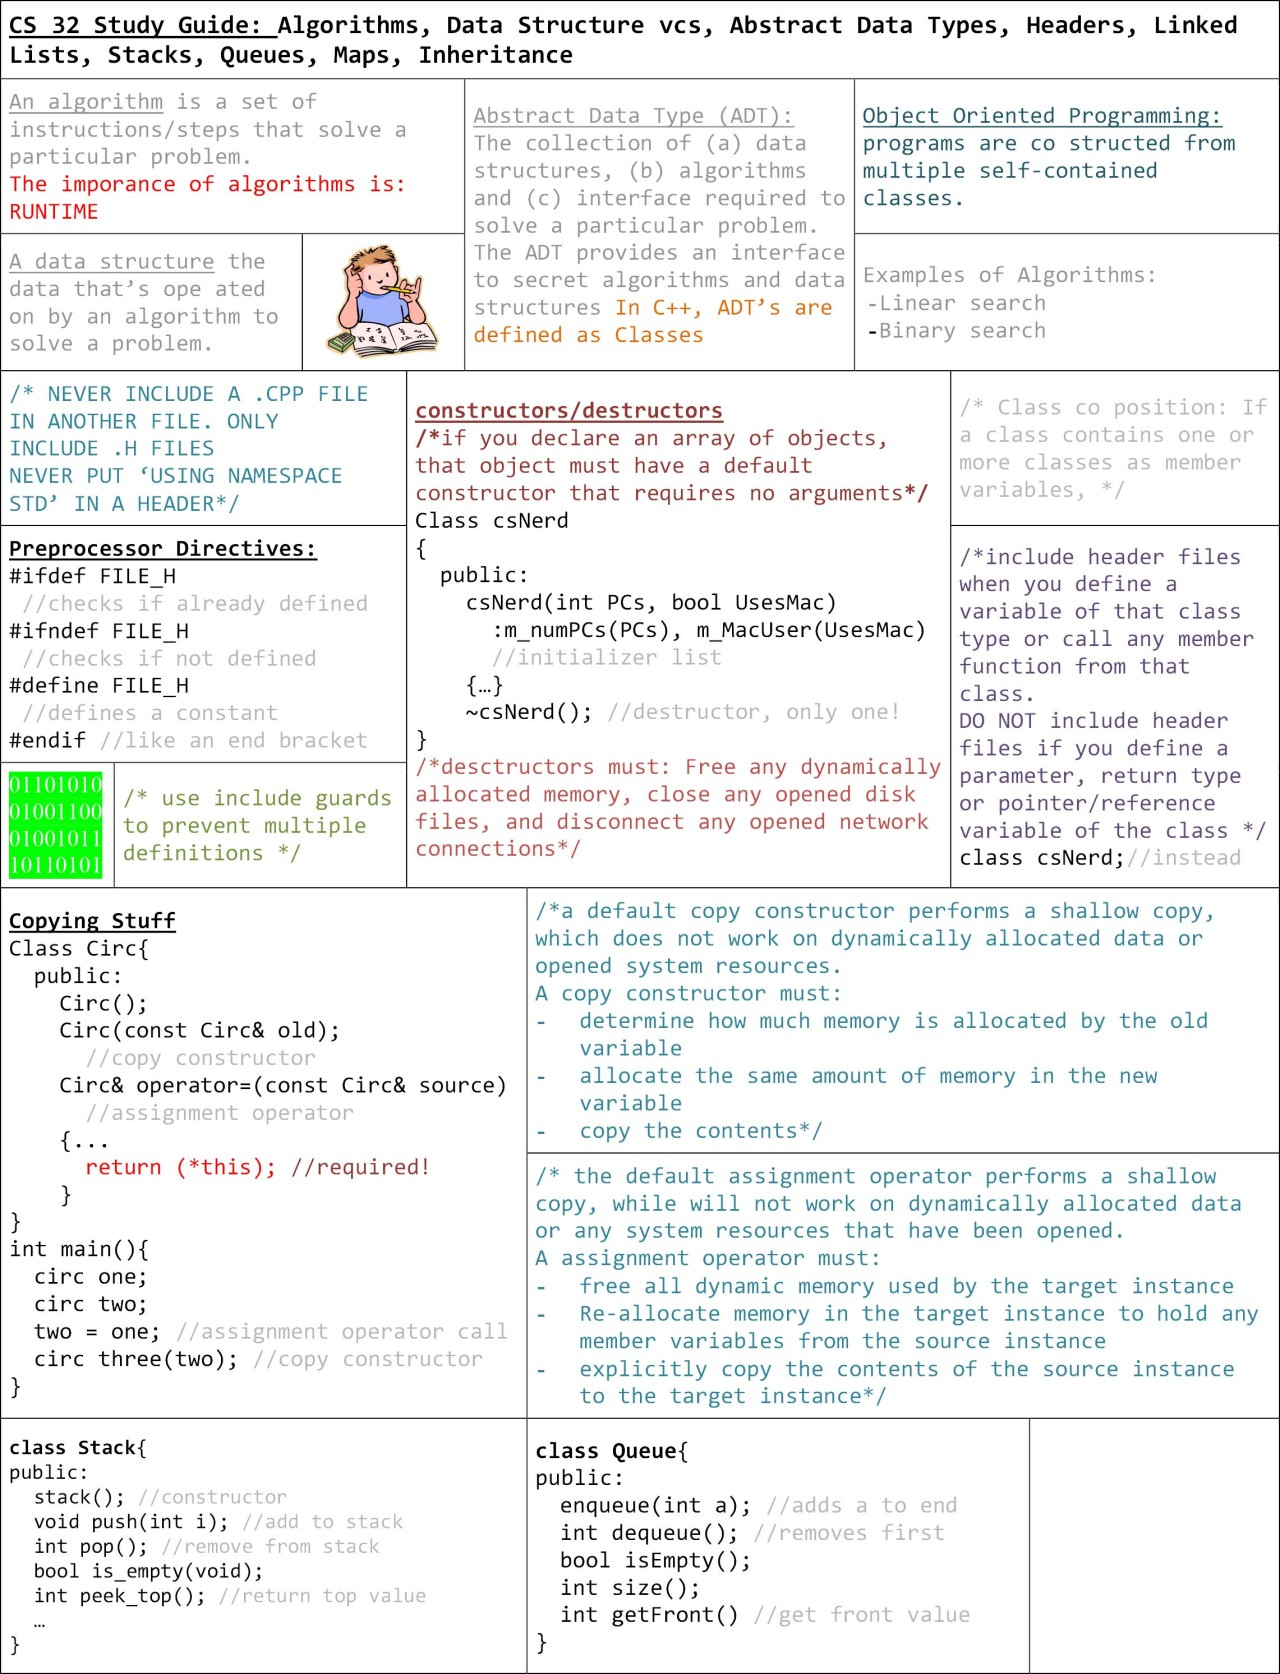 CS 32 Study Guide: Algorithms, Data Structure vcs, Abstract Data Types, Headers, Linked
Lists, Stacks, Queues, Maps, Inheritance
An algorithm is a set of
instructions/steps that solve a
particular problem.
The imporance of algorithms is:
RUNTIME
A data structure the
data that's ope ated
on by an algorithm to
solve a problem.
Abstract Data Type (ADT):
The collection of (a) data
structures, (b) algorithms
and (c) interface required to
solve a particular problem.
The ADT provides an interface
to secret algorithms and data
structures In C++, ADT's are
defined as Classes
Object Oriented Programming:
programs are co structed from
multiple self-contained
classes.
Examples of Algorithms:
-Linear search
-Binary search
/* NEVER INCLUDE A .CPP FILE
IN ANOTHER FILE. ONLY
INCLUDE .H FILES
NEVER PUT ‘USING NAMESPACE
STD’ IN A HEADER*/
Preprocessor Directives:
#ifdef FILE_H
//checks if already defined
#ifndef FILE_H
//checks if not defined
#define FILE_H
//defines a constant
#endif //like an end bracket
01101010
01001100
01001011
10110101
/* use include guards
to prevent multiple
definitions */
constructors/destructors
/*if you declare an array of objects,
that object must have a default
constructor that requires no arguments*/
Class csNerd
{
public:
csNerd(int PCs, bool UsesMac)
:m_numPCs(PCs), m_MacUser(UsesMac)
//initializer list
{…}
~csNerd(); //destructor, only one!
}
/*desctructors must: Free any dynamically
allocated memory, close any opened disk
files, and disconnect any opened network
connections*/
/* Class co position: If
a class contains one or
more classes as member
variables, */
/*include header files
when you define a
variable of that class
type or call any member
function from that
class.
DO NOT include header
files if you define a
parameter, return type
or pointer/reference
variable of the class */
class csNerd;//instead
Copying Stuff
Class Circ{
public:
Circ();
Circ(const Circ& old);
//copy constructor
Circ& operator=(const Circ& source)
//assignment operator
{...
return (*this); //required!
}
}
int main(){
circ one;
circ two;
two = one; //assignment operator call
circ three(two); //copy constructor
}
/*a default copy constructor performs a shallow copy,
which does not work on dynamically allocated data or
opened system resources.
A copy constructor must:
- determine how much memory is allocated by the old
variable
- allocate the same amount of memory in the new
variable
- copy the contents*/
/* the default assignment operator performs a shallow
copy, while will not work on dynamically allocated data
or any system resources that have been opened.
A assignment operator must:
- free all dynamic memory used by the target instance
- Re-allocate memory in the target instance to hold any
member variables from the source instance
- explicitly copy the contents of the source instance
to the target instance*/
class Stack{
public:
stack(); //constructor
void push(int i); //add to stack
int pop(); //remove from stack
bool is_empty(void);
int peek_top(); //return top value
…
}
class Queue{
public:
enqueue(int a); //adds a to end
int dequeue(); //removes first
bool isEmpty();
int size();
int getFront() //get front value
}